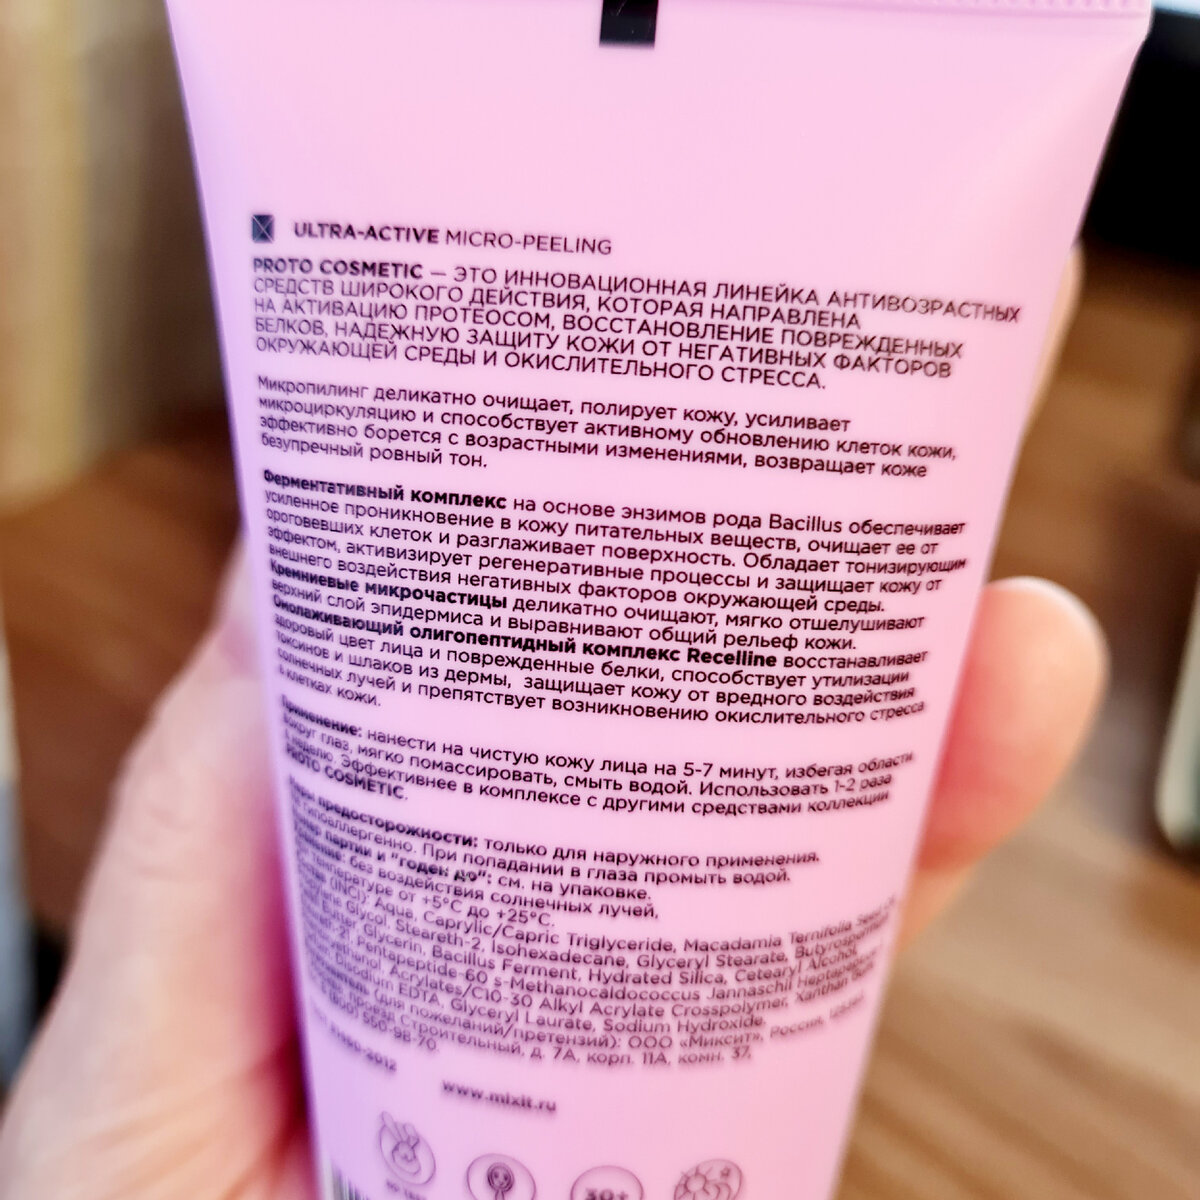 ULTRA-ACTIVE MICRO-PEELING
PROTO COSMETIC — ЭТО ИННОВАЦИОННАЯ ЛИНЕЙКА АНТИВОЗРАСТНЫХ
СРЕДСТВ ШИРОКОГО ДЕЙСТВИЯ, КОТОРАЯ НАПРАВЛЕНА
НА АКТИВАЦИЮ ПРОТЕОСОМ, ВОССТАНОВЛЕНИЕ ПОВРЕЖДЕННЫХ
БЕЛКОВ, НАДЕЖНУЮ ЗАЩИТУ КОЖИ ОТ НЕГАТИВНЫХ ФАКТОРОВ
ОКРУЖАЮЩЕЙ СРЕДЫ И ОКИСЛИТЕЛЬНОГО СТРЕССА.
Микропилинг деликатно очищает, полирует кожу, усиливает
микроциркуляцию и способствует активному обновлению клеток кожи,
эффективно борется с возрастными изменениями, возвращает коже
безупречный ровный тон.
Ферментативный комплекс на основе энзимов рода Bacillus обеспечивает
усиленное проникновение в кожу питательных веществ, очищает ее от
ороговевших клеток и разглаживает поверхность. Обладает тонизирующим
эффектом, активизирует регенеративные процессы и защищает кожу от
внешнего воздействия негативных факторов окружающей среды.
Кремниевые микрочастицы деликатно очищают, мягко отшелушивают
верхний слой эпидермиса и выравнивают общий рельеф кожи.
Омолаживающий олигопептидный комплекс Recelline восстанавливает
здоровый цвет лица и поврежденные белки, способствует утилизации
токсинов и шлаков из дермы, защищает кожу от вредного воздействия
солнечных лучей и препятствует возникновению окислительного стресса
в клетках кожи.
Применение: нанести на чистую кожу лица на 5-7 минут, избегая области
вокруг глаз, мягко помассировать, смыть водой. Использовать 1-2 раза
в неделю. Эффективнее в комплексе с другими средствами коллекции
PROTO COSMETIC.
Меры предосторожности: только для наружного применения.
гипоаллергенно. При попадании в глаза промыть водой.
партии и "годен до": см. на упаковке.
без воздействия солнечных лучей,
температуре от +5°C до +25°C.
(INCI): Aqua, Caprylic/Capric Triglyceride, Macadamia Ternifolia Seed
Glycol, Steareth-2, Isohexadecane, Glyceryl Stearate,
Butter, Glycerin, Bacillus Ferment, Hydrated Silica, Cetearyl Alcohol,
Pentapeptide-60 s-Methanocaldococcus Jannaschii
Acrylates/C10-30 Alkyl Acrylate Crosspolymer, Xanthan Gum
Disodium EDTA, Glyceryl Laurate, Sodium Hydroxide.
(для пожеланий/претензий): ООО «Миксит», Россия,
проезд Строительный, д. 7А, корп. 11А, комн. 37,
550-98-70.
www.mixit.ru
30+